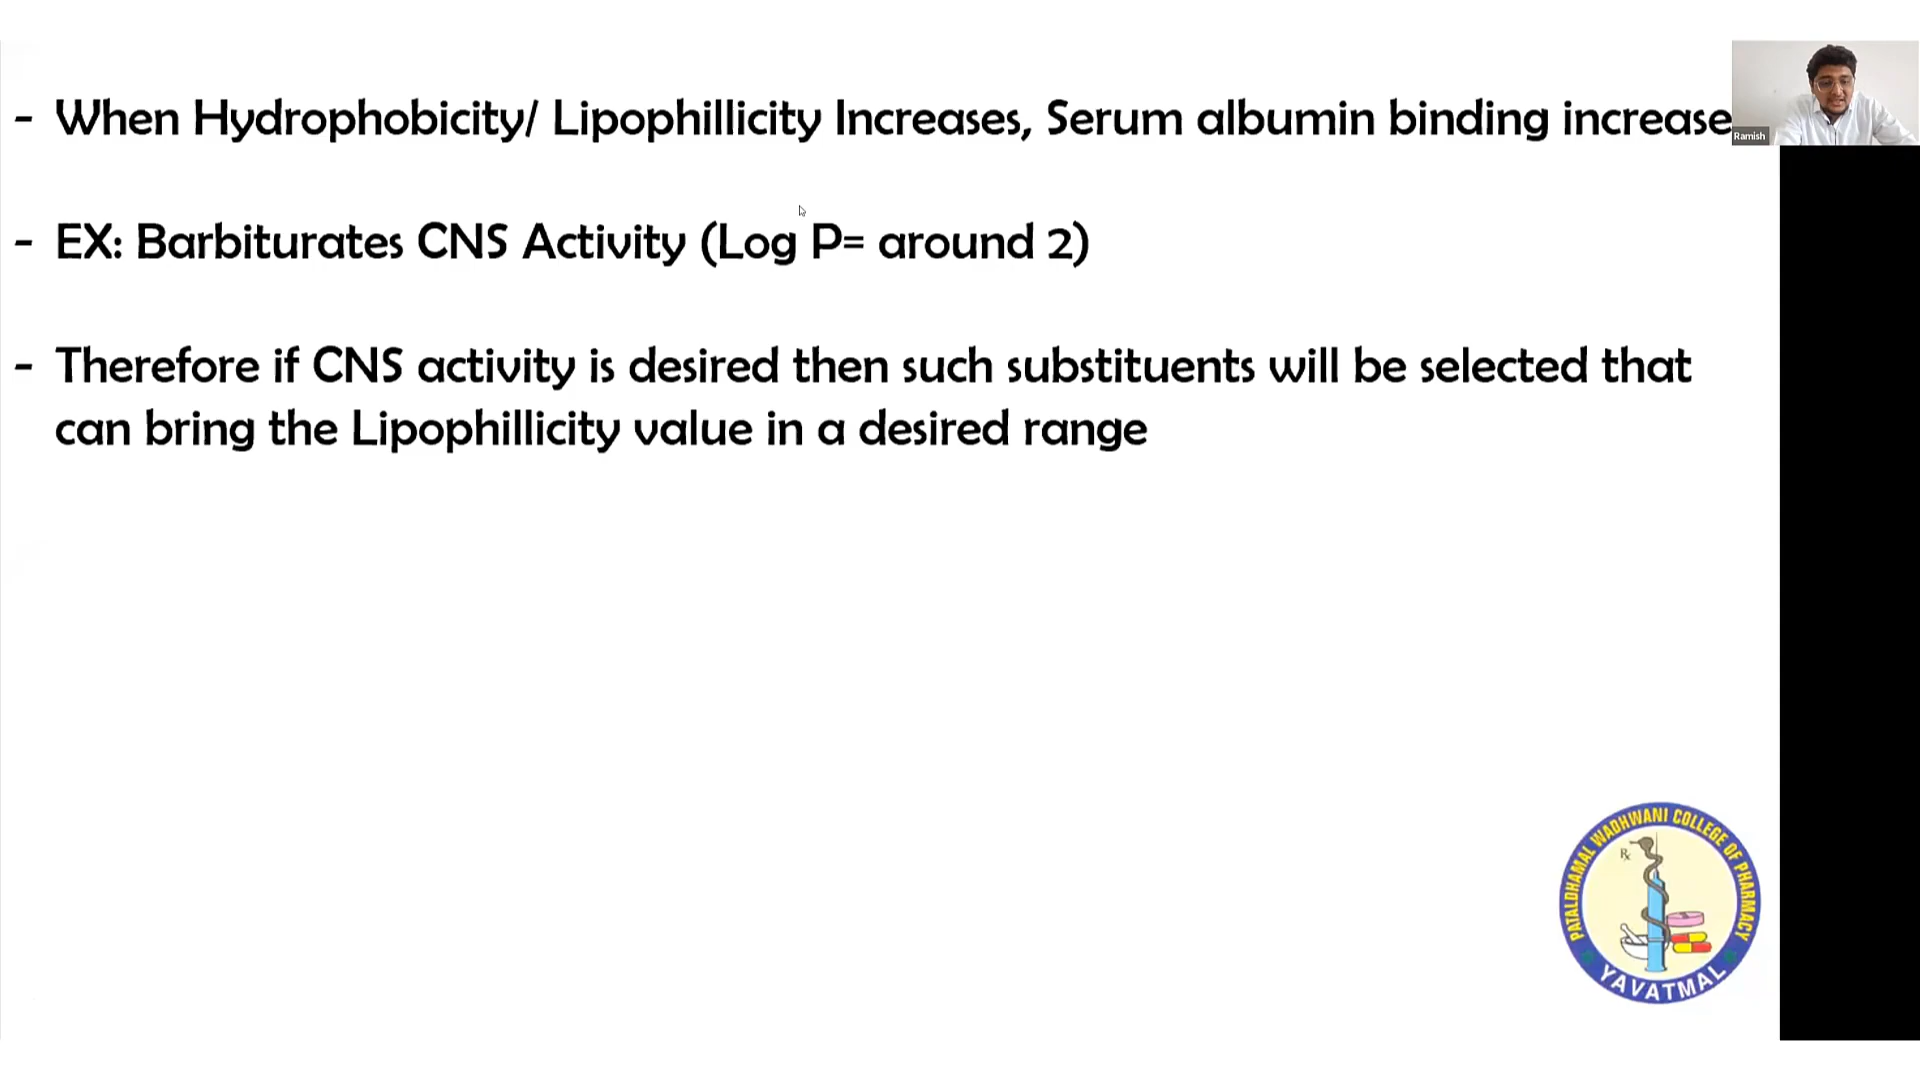 - When Hydrophobicity/ Lipophillicity Increases, Serum albumin binding increase
Ramish
- EX: Barbiturates CNS Activity (Log P= around 2)
- Therefore if CNS activity is desired then such substituents will be selected that
can bring the Lipophillicity value in a desired range
PATALDHAMAL WADHWANI COLLEGE OF PHARMACY
Rx
YAVATMAL